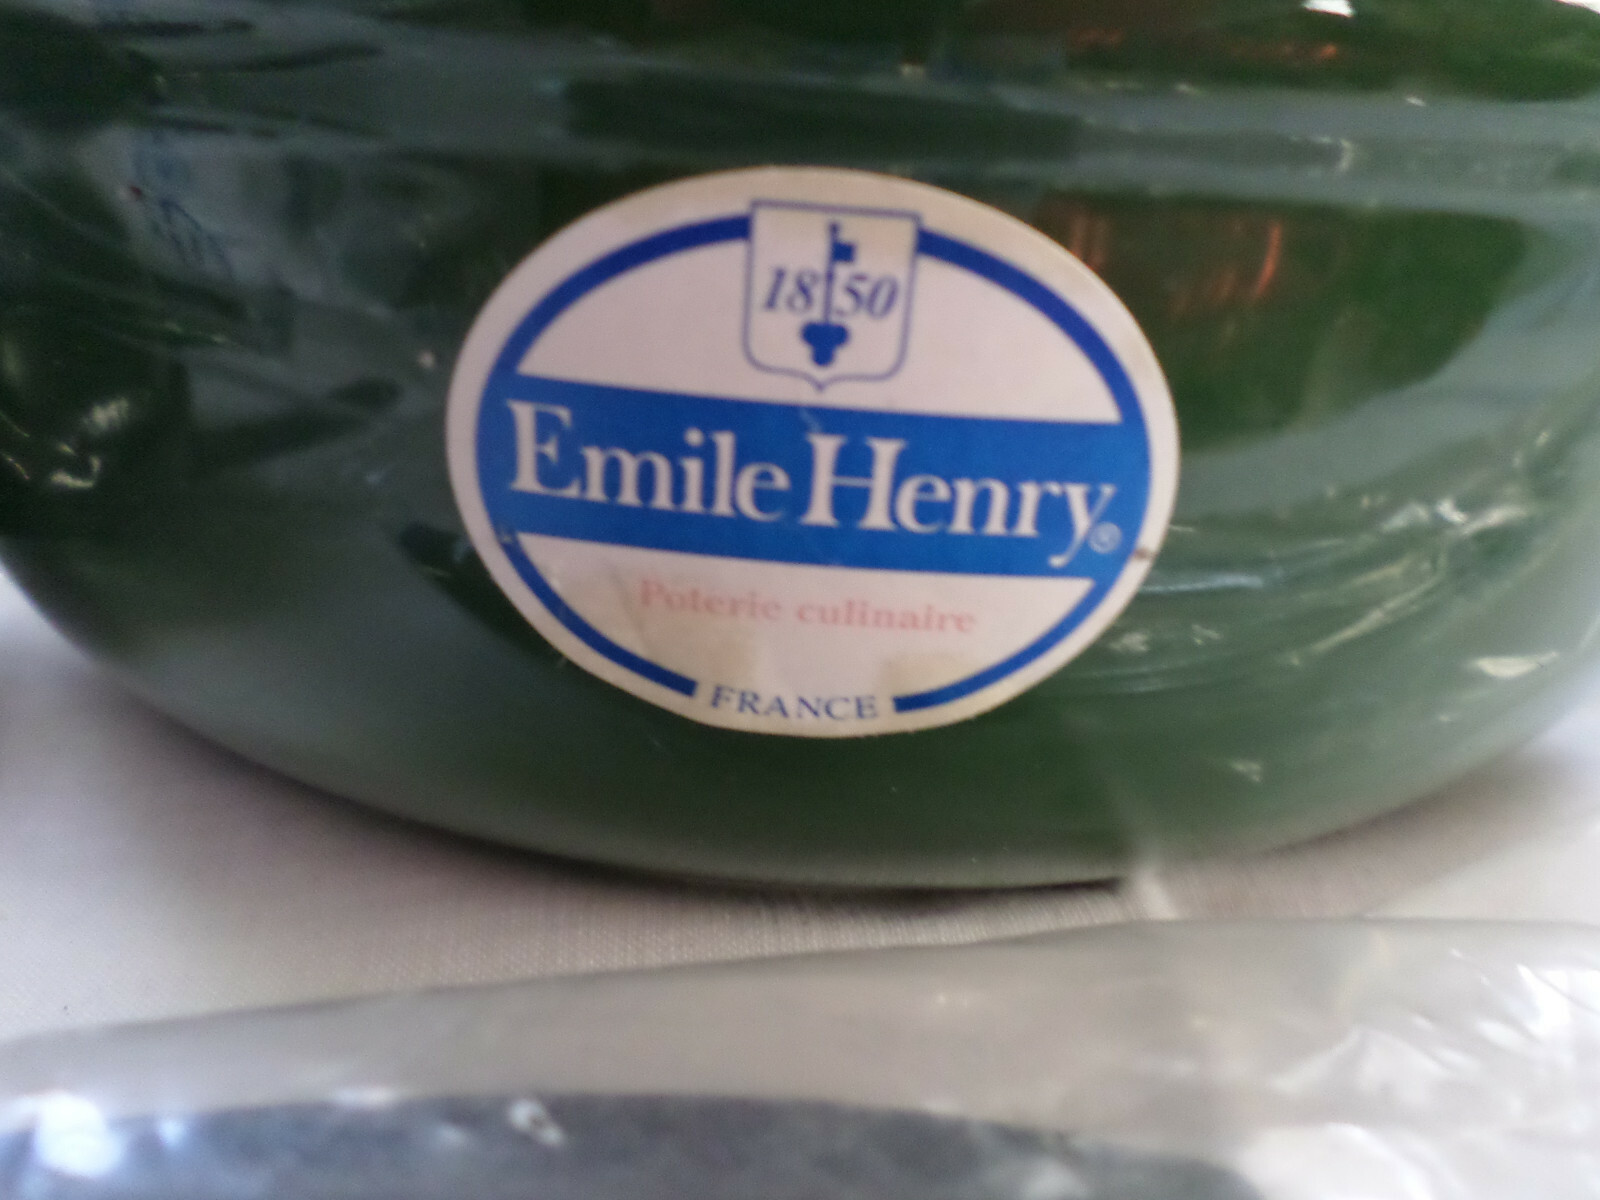 1850
Emile Henry®
Poterie culinaire
FRANCE